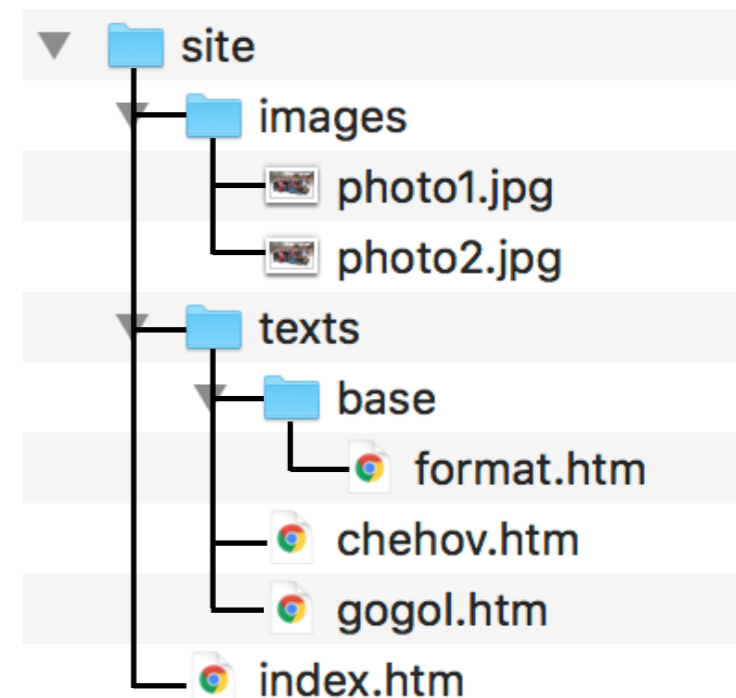 site
images
photo1.jpg
photo2.jpg
texts
base
format.htm
chehov.htm
gogol.htm
index.htm